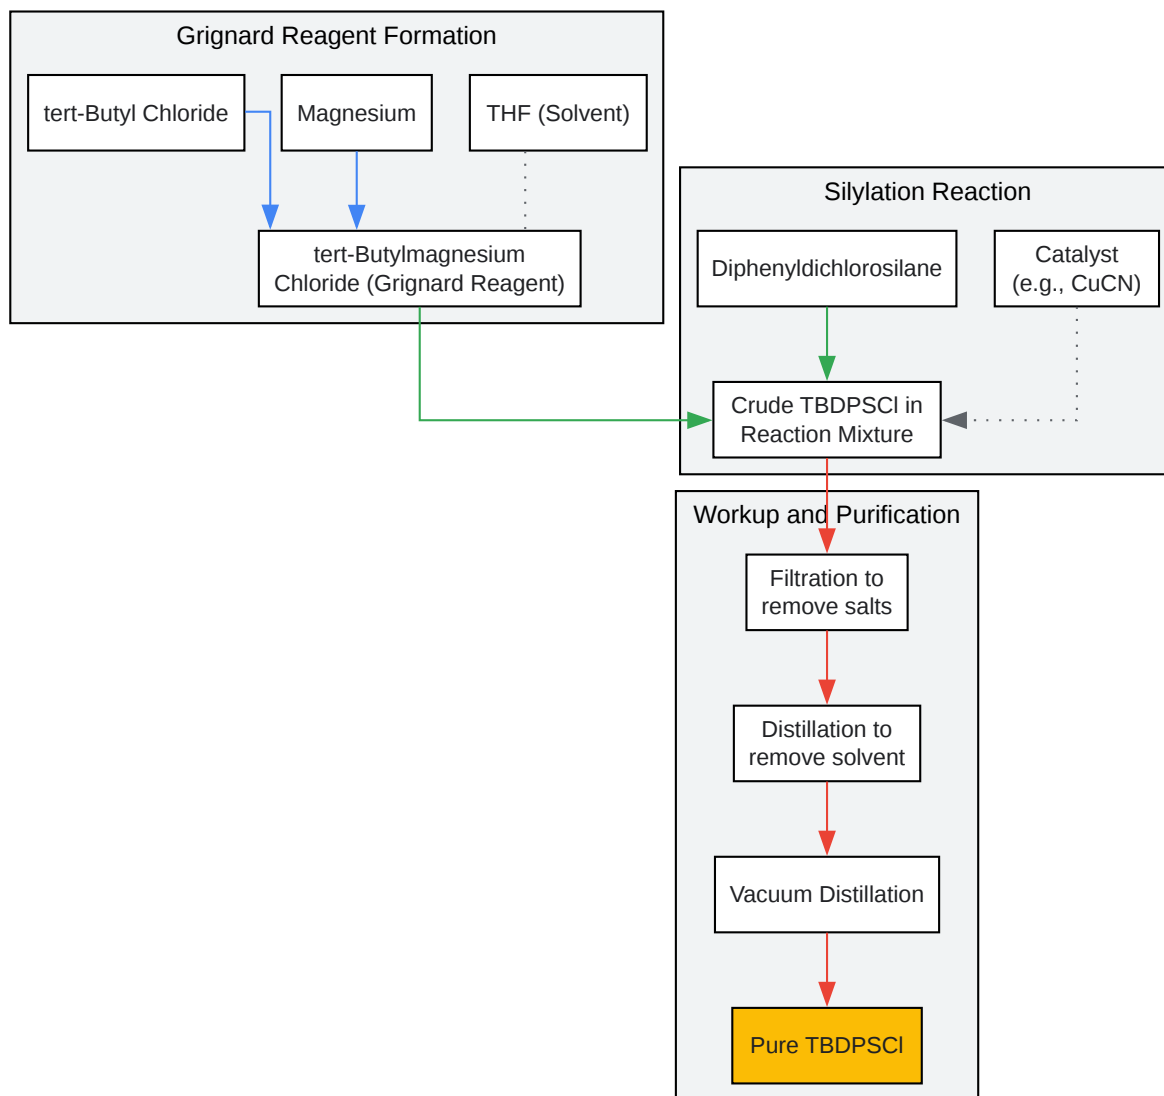 Grignard Reagent Formation
tert-Butyl Chloride
Magnesium
THF (Solvent)
tert-Butylmagnesium
Chloride (Grignard Reagent)
Silylation Reaction
Diphenyldichlorosilane
Catalyst
(e.g., CuCN)
Crude TBDPSCl in
Reaction Mixture
Workup and Purification
Filtration to
remove salts
Distillation to
remove solvent
Vacuum Distillation
Pure TBDPSCl